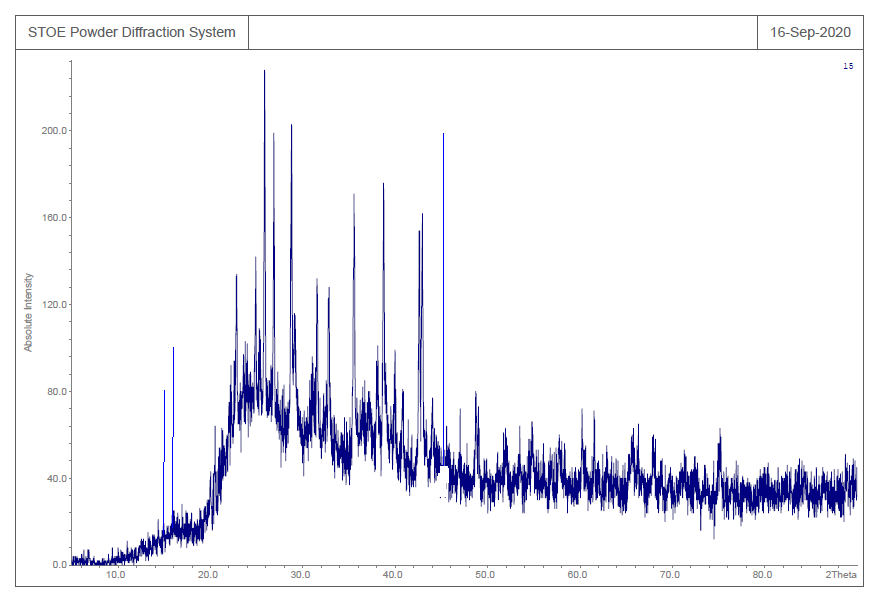 STOE Powder Diffraction System
16-Sep-2020
15
200.0
160.0
120.0
80.0
40.0
0.0
Absolute Intensity
10.0 20.0 30.0 40.0 50.0 60.0 70.0 80.0 2Theta